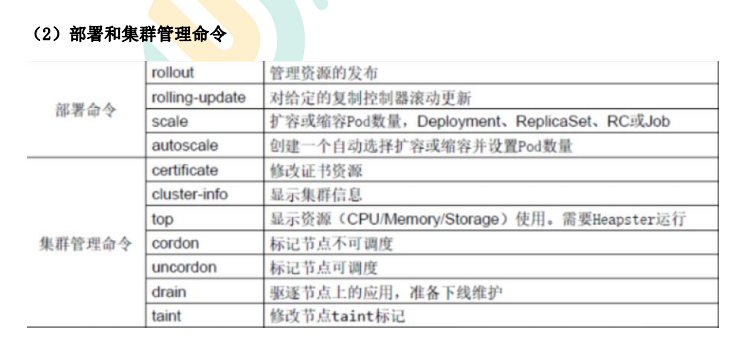 （2）部署和集群管理命令
部署命令
rollout 管理资源的发布
rolling-update 对给定的复制控制器滚动更新
scale 扩容或缩容Pod数量，Deployment、ReplicaSet、RC或Job
autoscale 创建一个自动选择扩容或缩容并设置Pod数量
集群管理命令
certificate 修改证书资源
cluster-info 显示集群信息
top 显示资源（CPU/Memory/Storage）使用。需要Heapster运行
cordon 标记节点不可调度
uncordon 标记节点可调度
drain 驱逐节点上的应用，准备下线维护
taint 修改节点taint标记